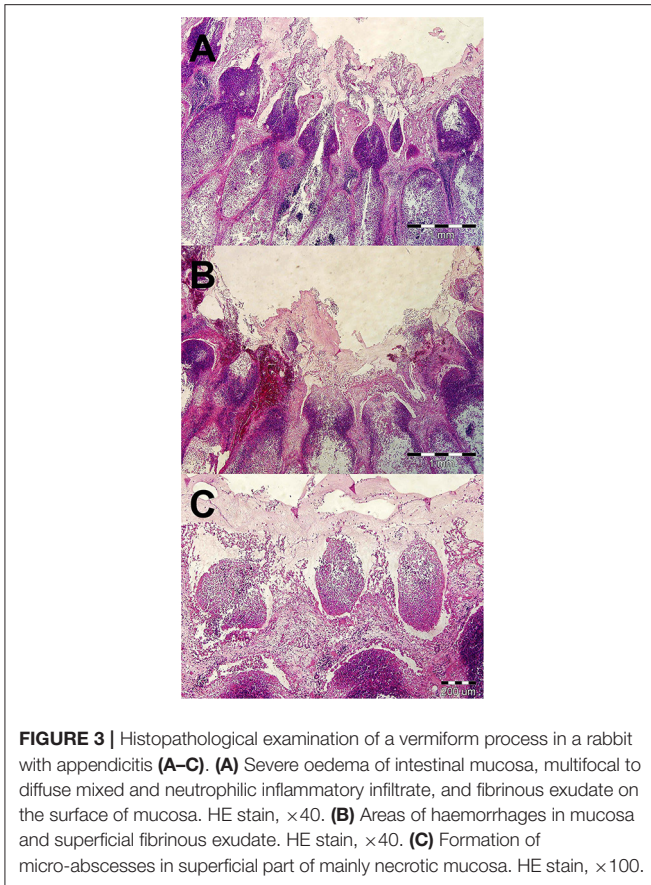 A
mm
B
1 mm
C
200 um
FIGURE 3 | Histopathological examination of a vermiform process in a rabbit
with appendicitis (A–C). (A) Severe oedema of intestinal mucosa, multifocal to
diffuse mixed and neutrophilic inflammatory infiltrate, and fibrinous exudate on
the surface of mucosa. HE stain, ×40. (B) Areas of haemorrhages in mucosa
and superficial fibrinous exudate. HE stain, ×40. (C) Formation of
micro-abscesses in superficial part of mainly necrotic mucosa. HE stain, ×100.